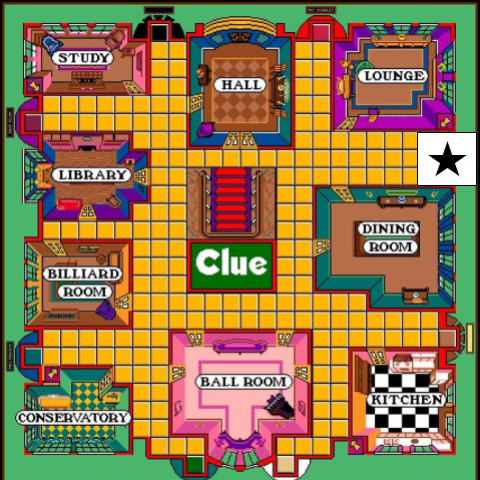 STUDY
HALL
LOUNGE
LIBRARY
DINING
ROOM
Clue
BILLIARD
ROOM
BALL ROOM
KITCHEN
CONSERVATORY